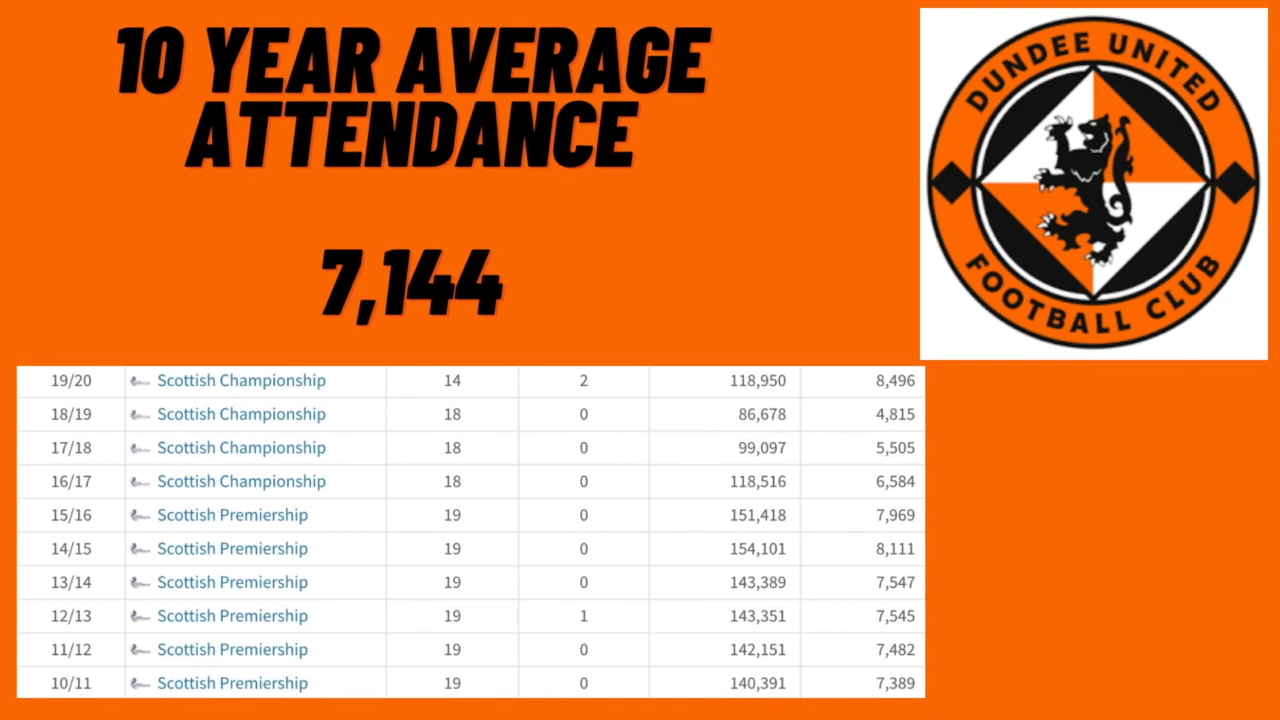 10 YEAR AVERAGE
ATTENDANCE
7,144
DUNDEE UNITED
FOOTBALL CLUB
19/20 Scottish Championship 14 2 118,950 8,496
18/19 Scottish Championship 18 0 86,678 4,815
17/18 Scottish Championship 18 0 99,097 5,505
16/17 Scottish Championship 18 0 118,516 6,584
15/16 Scottish Premiership 19 0 151,418 7,969
14/15 Scottish Premiership 19 0 154,101 8,111
13/14 Scottish Premiership 19 0 143,389 7,547
12/13 Scottish Premiership 19 1 143,351 7,545
11/12 Scottish Premiership 19 0 142,151 7,482
10/11 Scottish Premiership 19 0 140,391 7,389